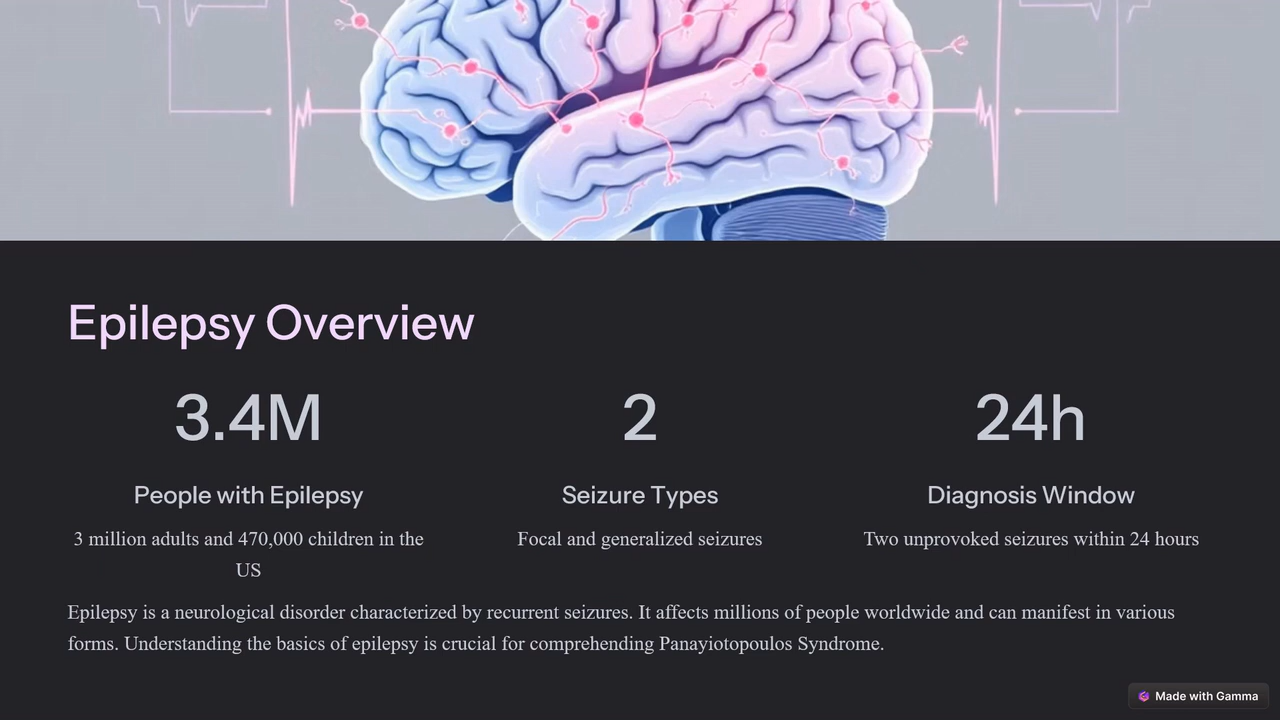 Epilepsy Overview
3.4M
People with Epilepsy
3 million adults and 470,000 children in the
US
2
Seizure Types
Focal and generalized seizures
24h
Diagnosis Window
Two unprovoked seizures within 24 hours
Epilepsy is a neurological disorder characterized by recurrent seizures. It affects millions of people worldwide and can manifest in various
forms. Understanding the basics of epilepsy is crucial for comprehending Panayiotopoulos Syndrome.
Made with Gamma